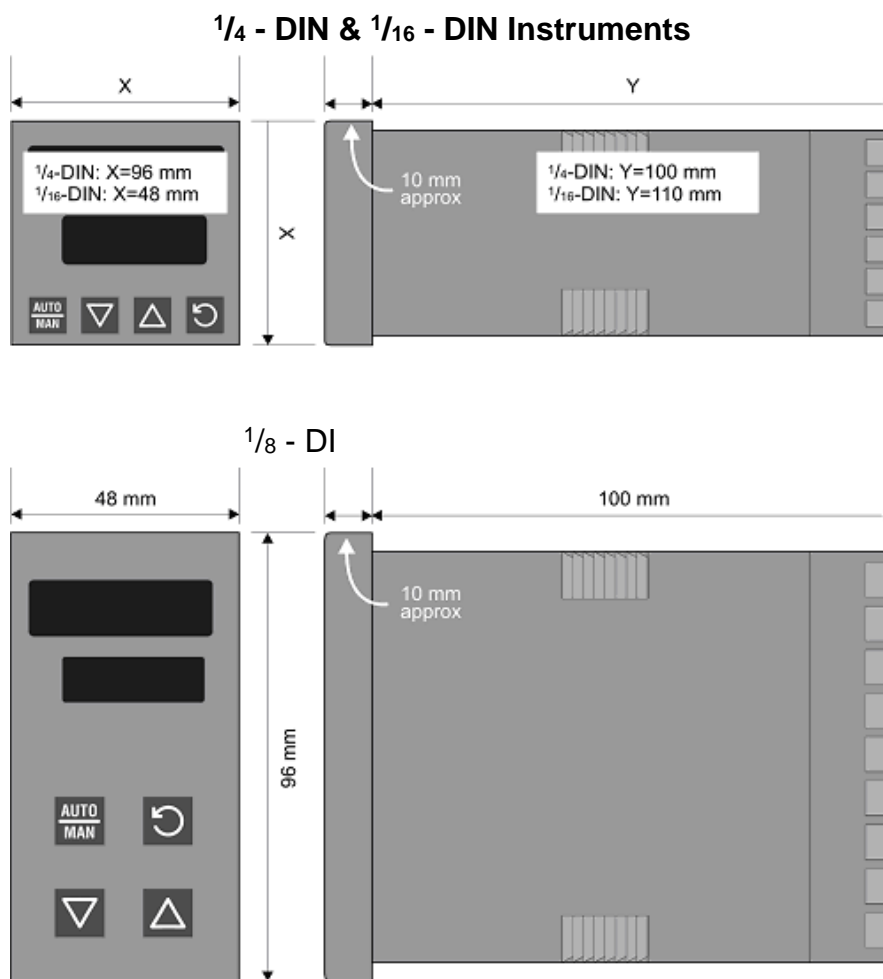 1/4 - DIN & 1/16 - DIN Instruments
X
Y
1/4-DIN: X=96 mm
1/16-DIN: X=48 mm
10 mm
approx
1/4-DIN: Y=100 mm
1/16-DIN: Y=110 mm
X
AUTO
MAN
1/8 - DI
48 mm
100 mm
10 mm
approx
96 mm
AUTO
MAN